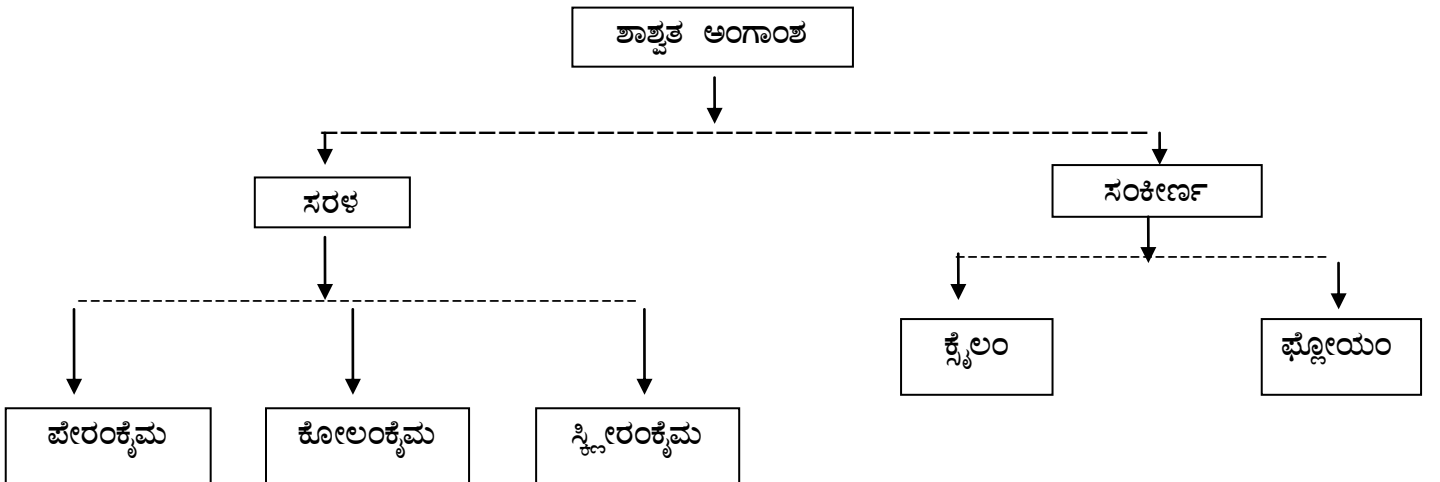 ಶಾಶ್ವತ ಅಂಗಾಂಶ
ಸರಳ
ಸಂಕೀರ್ಣ
ಕ್ಸೈಲಂ
ಫ್ಲೋಯಂ
ಪೇರಂಕೈಮ
ಕೋಲಂಕೈಮ
ಸ್ಕ್ಲೀರಂಕೈಮ